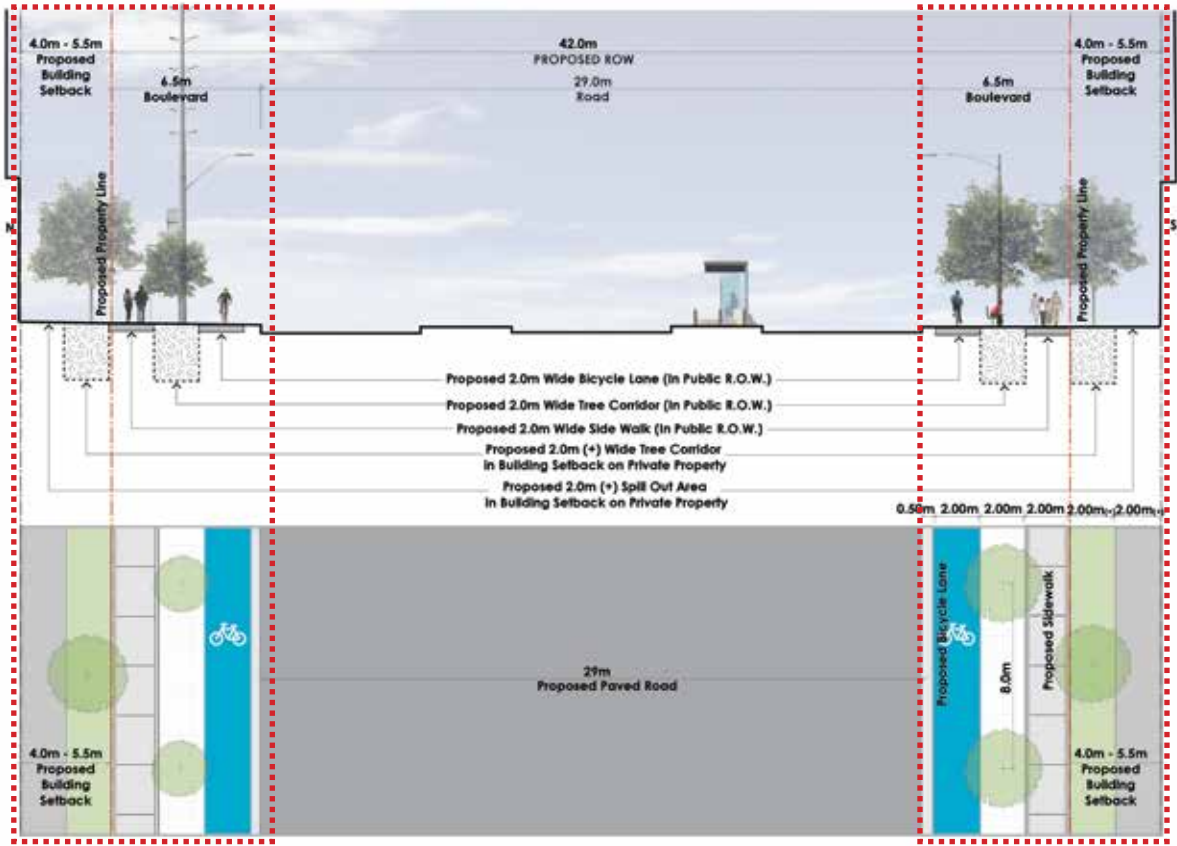 4.0m - 5.5m
Proposed
Building
Setback
6.5m
Boulevard
42.0m
PROPOSED ROW
29.0m
Road
6.5m
Boulevard
4.0m - 5.5m
Proposed
Building
Setback
Proposed Property Line
Proposed Property Line
N
S
Proposed 2.0m Wide Bicycle Lane (In Public R.O.W.)
Proposed 2.0m Wide Tree Corridor (In Public R.O.W.)
Proposed 2.0m Wide Side Walk (In Public R.O.W.)
Proposed 2.0m (+) Wide Tree Corridor
in Building Setback on Private Property
Proposed 2.0m (+) Spill Out Area
in Building Setback on Private Property
0.50m 2.00m 2.00m 2.00m 2.00m(+) 2.00m(+)
Proposed Bicycle Lane
8.0m
Proposed Sidewalk
29m
Proposed Paved Road
4.0m - 5.5m
Proposed
Building
Setback
4.0m - 5.5m
Proposed
Building
Setback